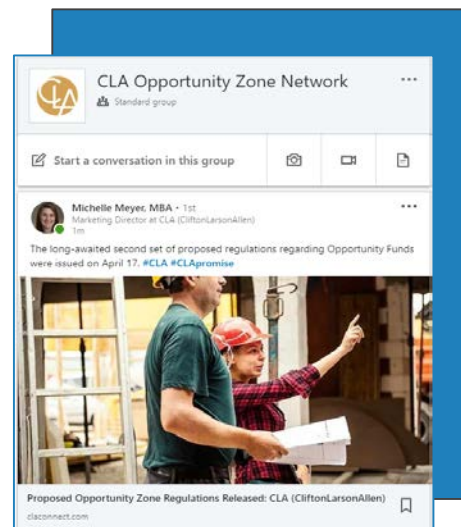 CLA
CLA Opportunity Zone Network
Standard group
Start a conversation in this group
Michelle Meyer, MBA • 1st
Marketing Director at CLA (CliftonLarsonAllen)
1m
The long-awaited second set of proposed regulations regarding Opportunity Funds
were issued on April 17. #CLA #CLApromise
Proposed Opportunity Zone Regulations Released: CLA (CliftonLarsonAllen)
claconnect.com